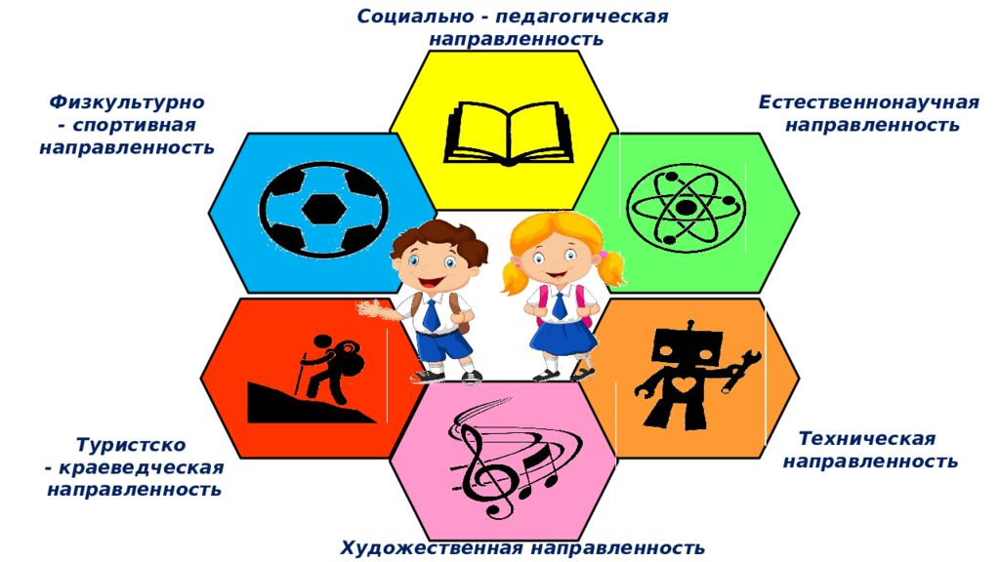 Социально - педагогическая
направленность
Физкультурно
- спортивная
направленность
Естественнонаучная
направленность
Туристско
- краеведческая
направленность
Техническая
направленность
Художественная направленность